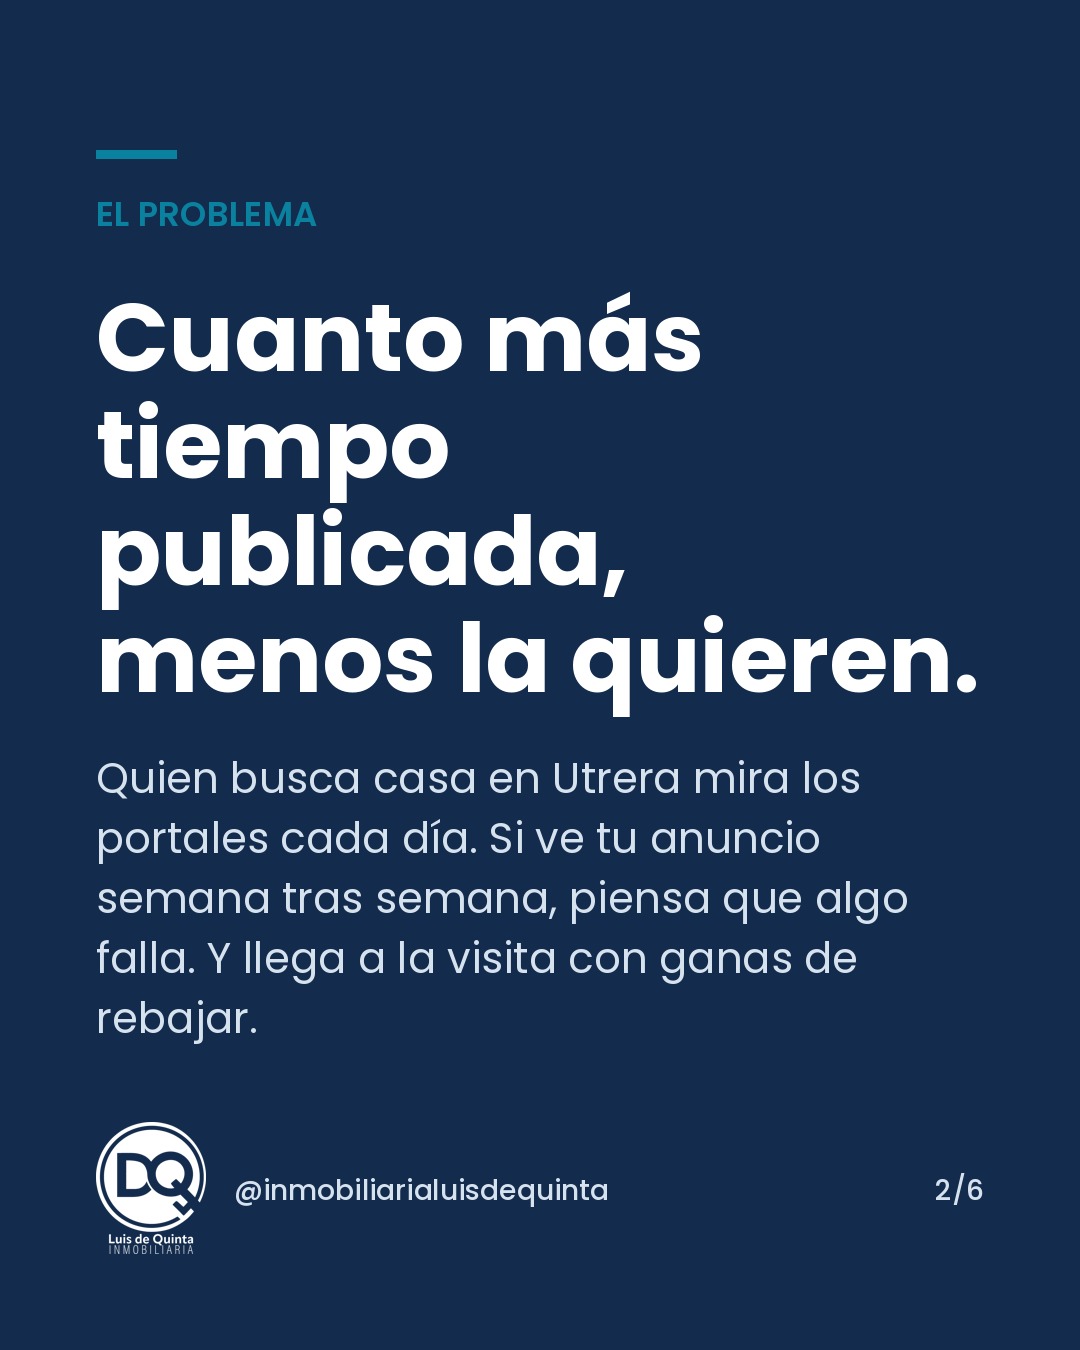 EL PROBLEMA
Cuanto más
tiempo
publicada,
menos la quieren.
Quien busca casa en Utrera mira los
portales cada día. Si ve tu anuncio
semana tras semana, piensa que algo
falla. Y llega a la visita con ganas de
rebajar.
DQ
Luis de Quinta
INMOBILIARIA
@inmobiliarialuisdequinta
2/6